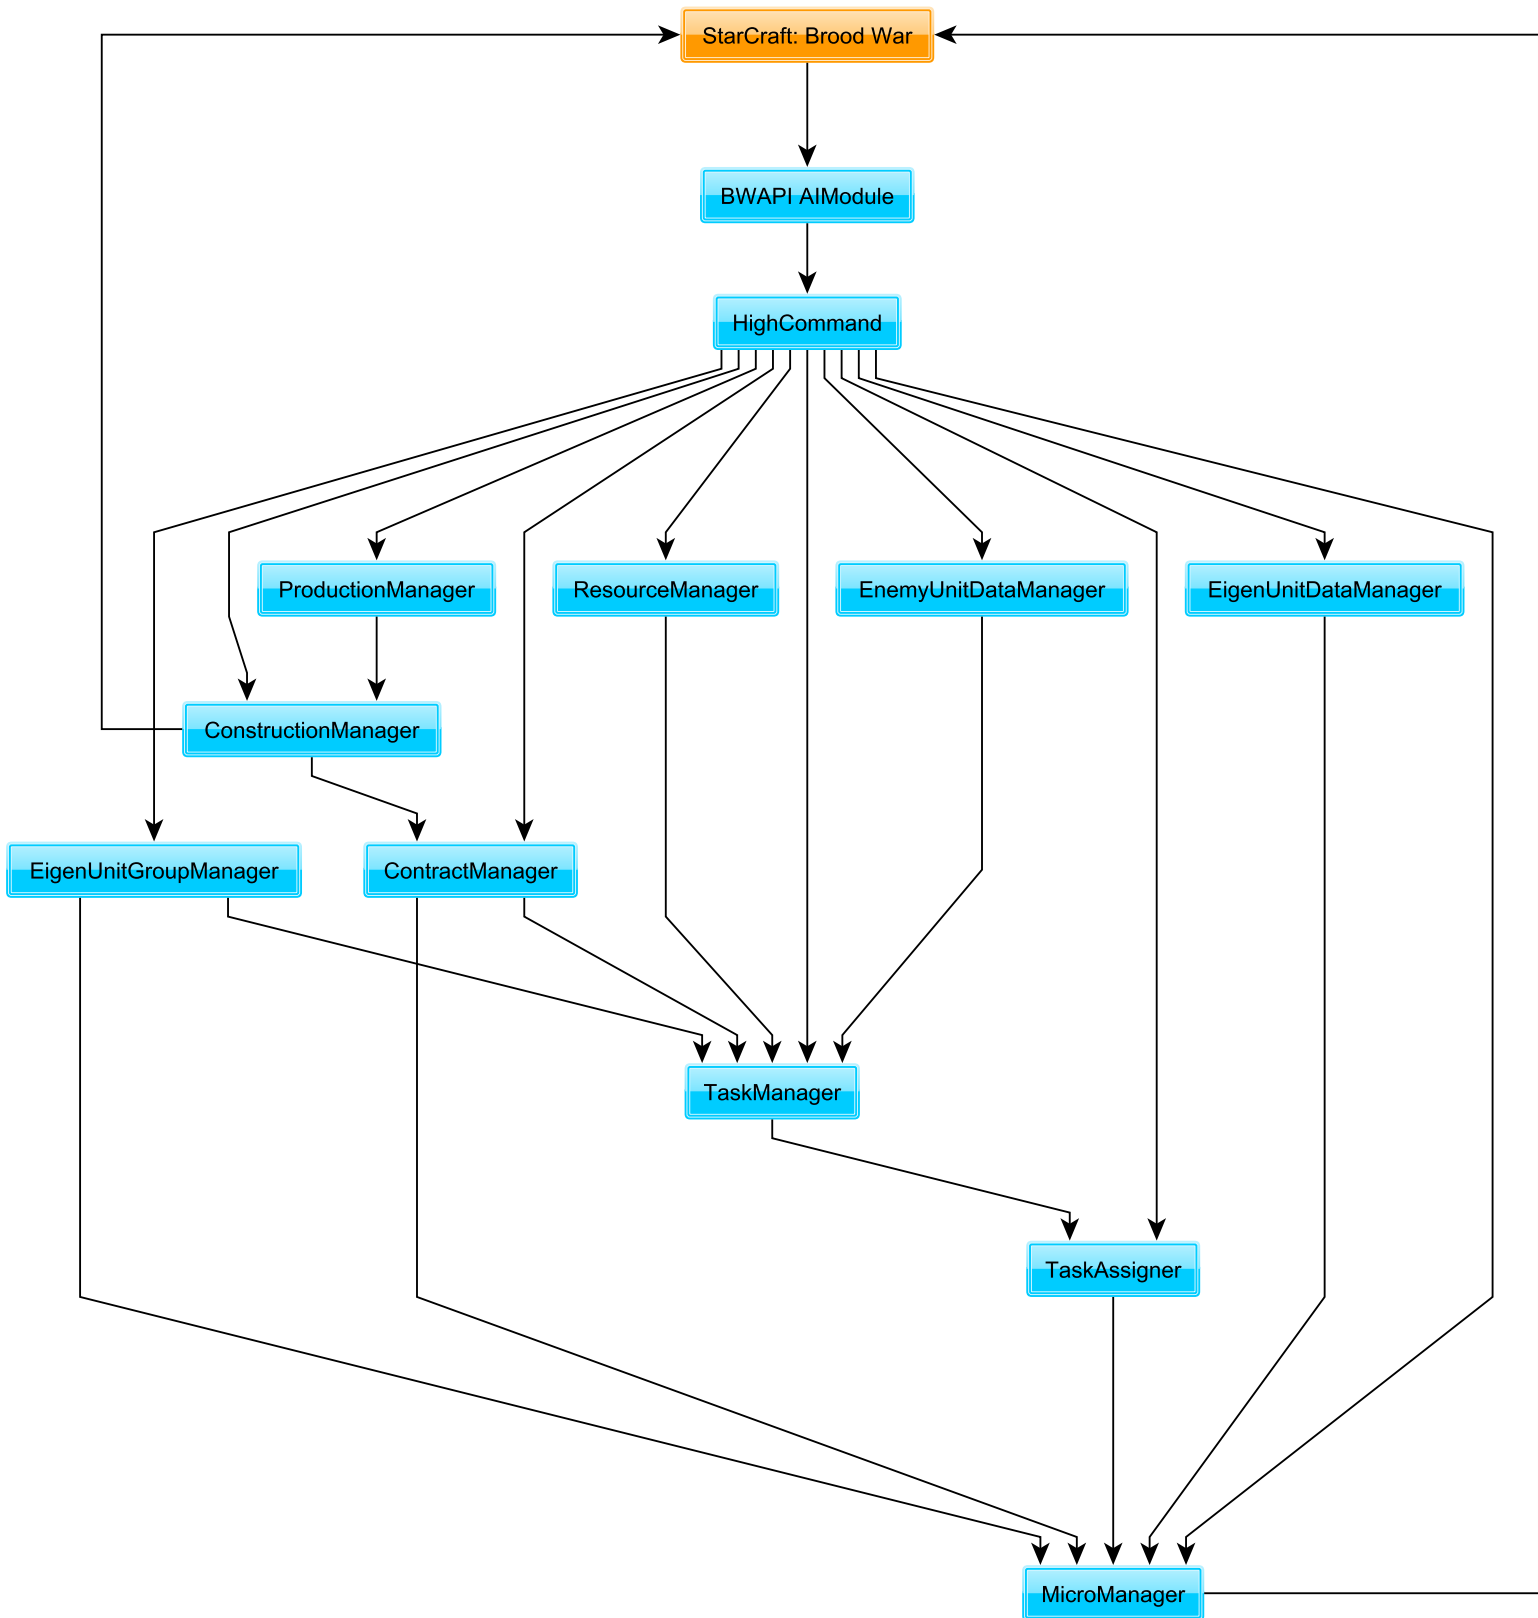 StarCraft: Brood War
BWAPI AIModule
HighCommand
ProductionManager
ResourceManager
EnemyUnitDataManager
EigenUnitDataManager
ConstructionManager
EigenUnitGroupManager
ContractManager
TaskManager
TaskAssigner
MicroManager